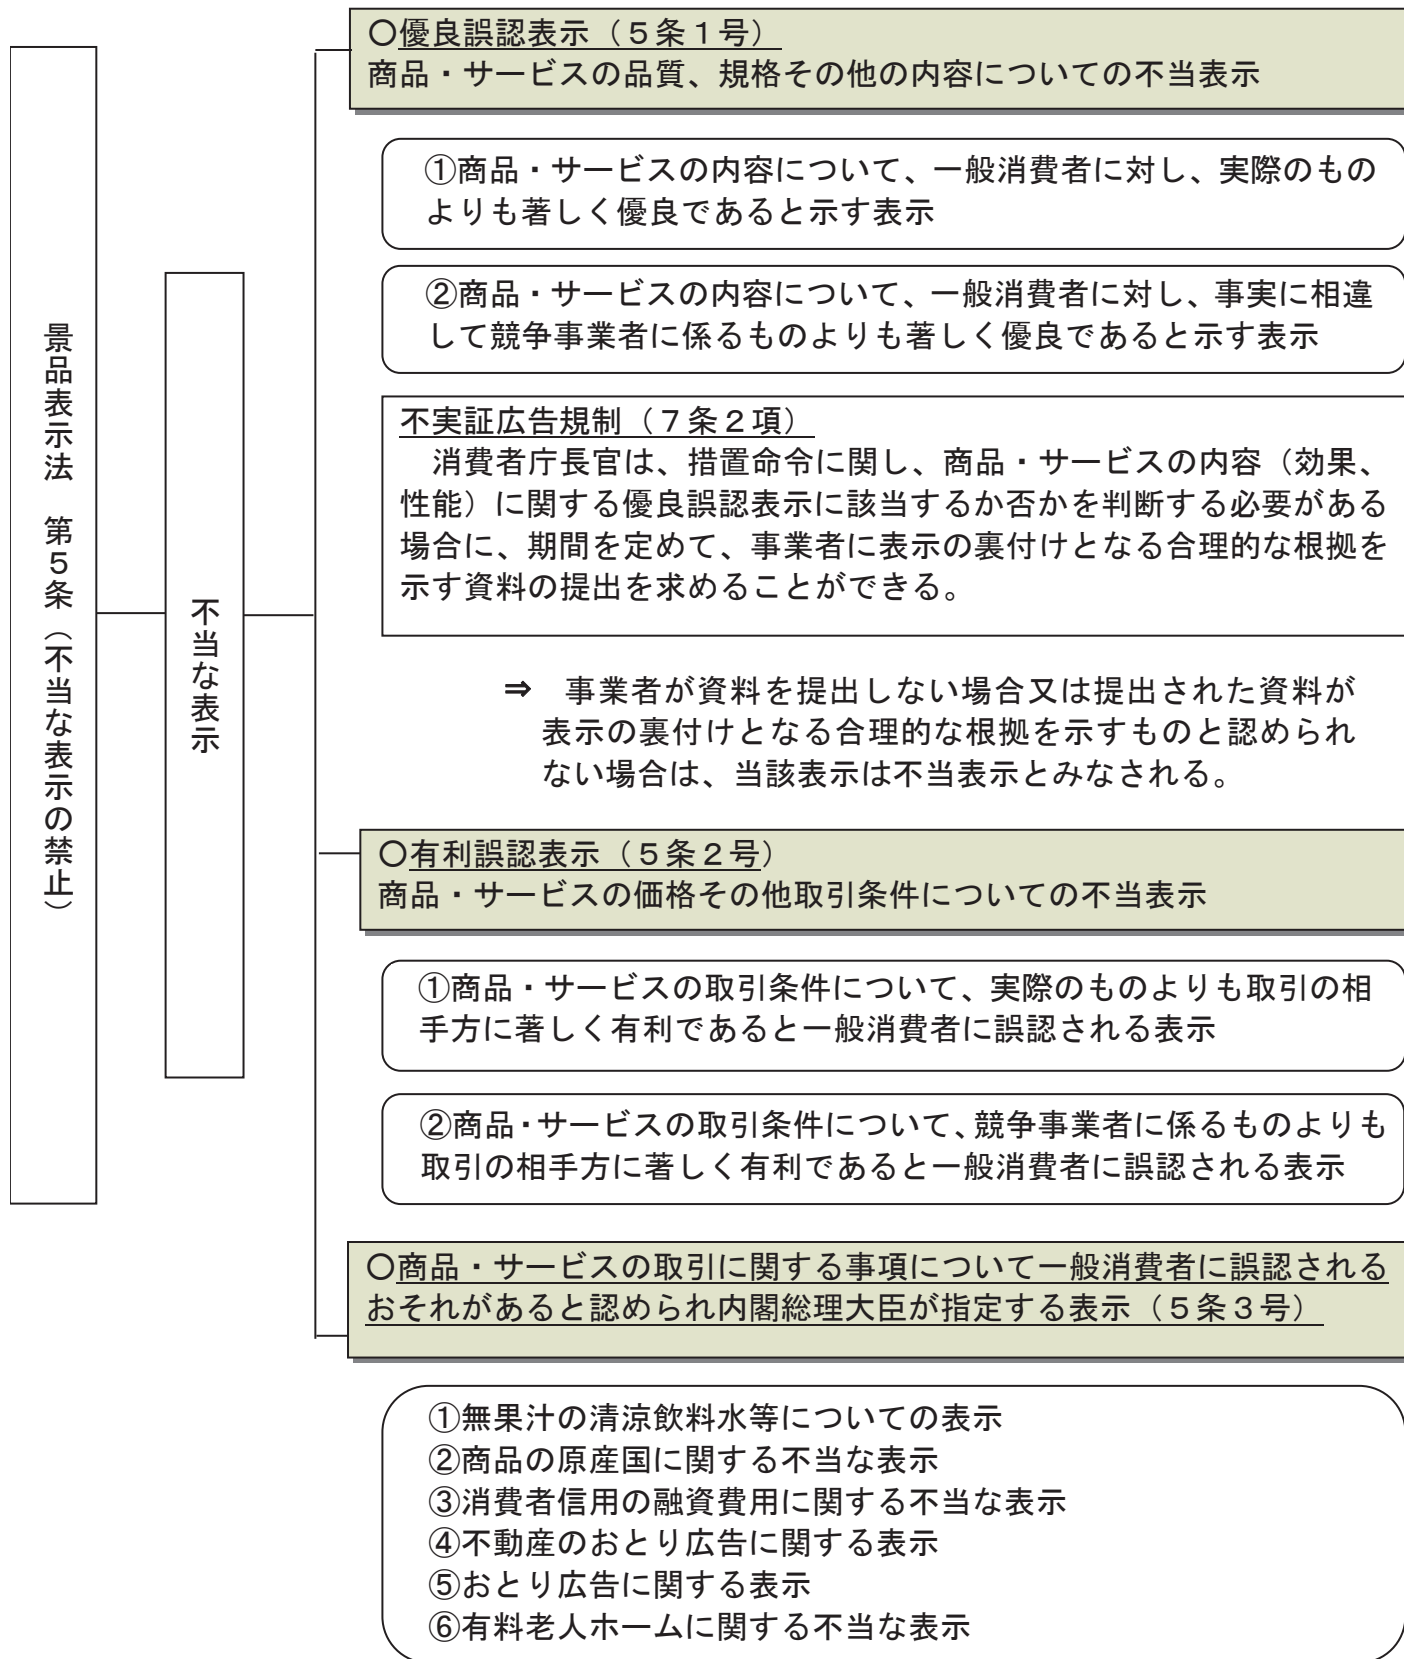 景品表示法　第５条（不当な表示の禁止）
不当な表示
○優良誤認表示（５条１号）
商品・サービスの品質、規格その他の内容についての不当表示
①商品・サービスの内容について、一般消費者に対し、実際のもの
よりも著しく優良であると示す表示
②商品・サービスの内容について、一般消費者に対し、事実に相違
して競争事業者に係るものよりも著しく優良であると示す表示
不実証広告規制（７条２項）
　消費者庁長官は、措置命令に関し、商品・サービスの内容（効果、
性能）に関する優良誤認表示に該当するか否かを判断する必要がある
場合に、期間を定めて、事業者に表示の裏付けとなる合理的な根拠を
示す資料の提出を求めることができる。
⇒　事業者が資料を提出しない場合又は提出された資料が
表示の裏付けとなる合理的な根拠を示すものと認められ
ない場合は、当該表示は不当表示とみなされる。
○有利誤認表示（５条２号）
商品・サービスの価格その他取引条件についての不当表示
①商品・サービスの取引条件について、実際のものよりも取引の相
手方に著しく有利であると一般消費者に誤認される表示
②商品・サービスの取引条件について、競争事業者に係るものよりも
取引の相手方に著しく有利であると一般消費者に誤認される表示
○商品・サービスの取引に関する事項について一般消費者に誤認される
おそれがあると認められ内閣総理大臣が指定する表示（５条３号）
①無果汁の清涼飲料水等についての表示
②商品の原産国に関する不当な表示
③消費者信用の融資費用に関する不当な表示
④不動産のおとり広告に関する表示
⑤おとり広告に関する表示
⑥有料老人ホームに関する不当な表示